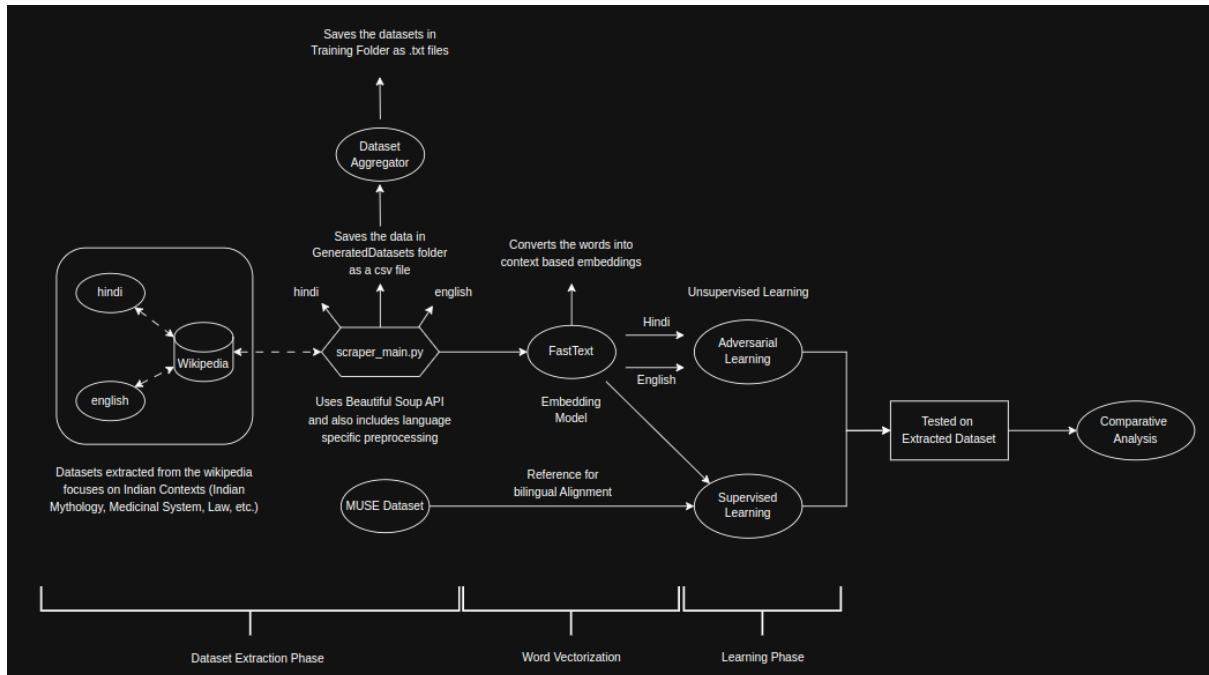 Saves the datasets in
Training Folder as .txt files
Dataset
Aggregator
Saves the data in
GeneratedDatasets folder
as a csv file
hindi
english
Converts the words into
context based embeddings
Unsupervised Learning
hindi
Wikipedia
english
scraper_main.py
FastText
Hindi
English
Adversarial
Learning
Uses Beautiful Soup API
and also includes language
specific preprocessing
Embedding
Model
Tested on
Extracted Dataset
Comparative
Analysis
Datasets extracted from the wikipedia
focuses on Indian Contexts (Indian
Mythology, Medicinal System, Law, etc.)
MUSE Dataset
Reference for
bilingual Alignment
Supervised
Learning
Dataset Extraction Phase
Word Vectorization
Learning Phase